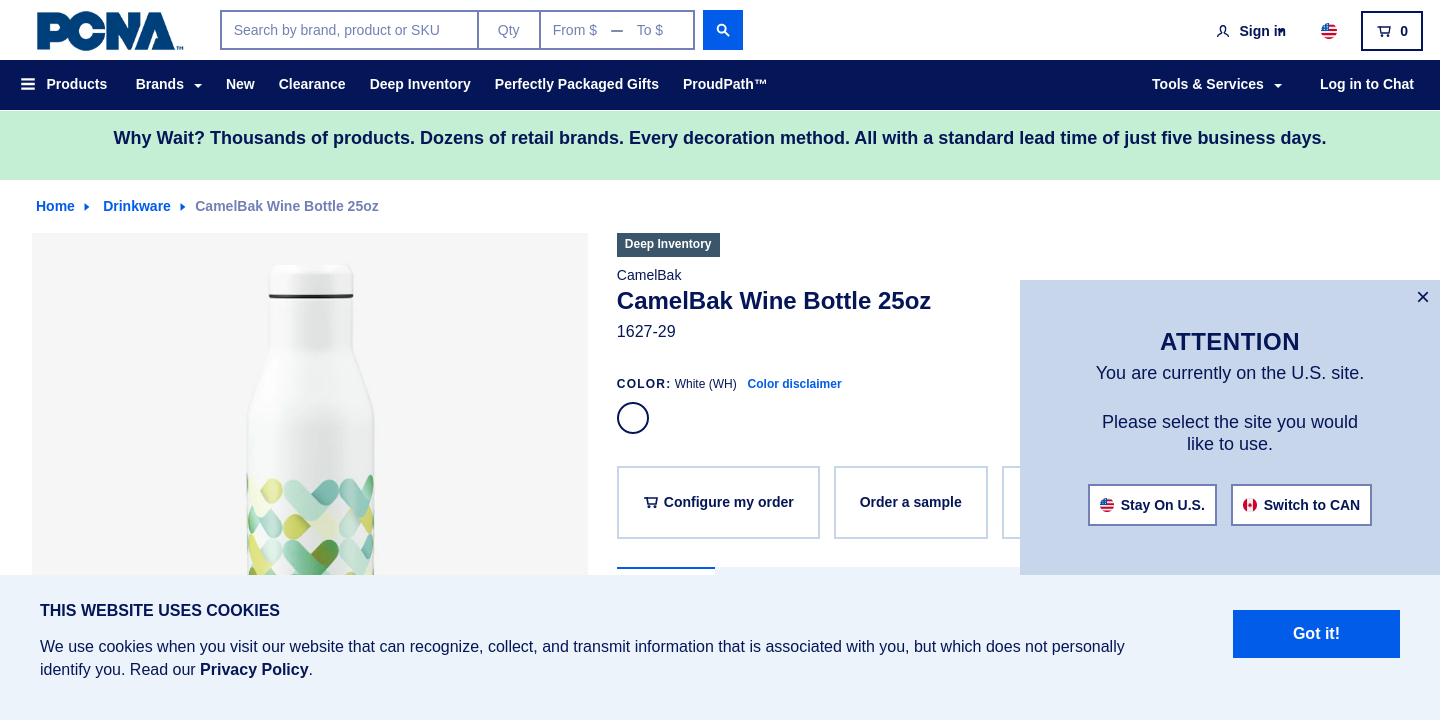 PCNA™
Search by brand, product or SKU
Qty
From $ — To $
Sign in
0
Products
Brands
New
Clearance
Deep Inventory
Perfectly Packaged Gifts
ProudPath™
Tools & Services
Log in to Chat
Why Wait? Thousands of products. Dozens of retail brands. Every decoration method. All with a standard lead time of just five business days.
Home
Drinkware
CamelBak Wine Bottle 25oz
Deep Inventory
CamelBak
CamelBak Wine Bottle 25oz
1627-29
COLOR: White (WH) Color disclaimer
Configure my order
Order a sample
×
ATTENTION
You are currently on the U.S. site.
Please select the site you would
like to use.
Stay On U.S.
Switch to CAN
THIS WEBSITE USES COOKIES
We use cookies when you visit our website that can recognize, collect, and transmit information that is associated with you, but which does not personally
identify you. Read our Privacy Policy.
Got it!